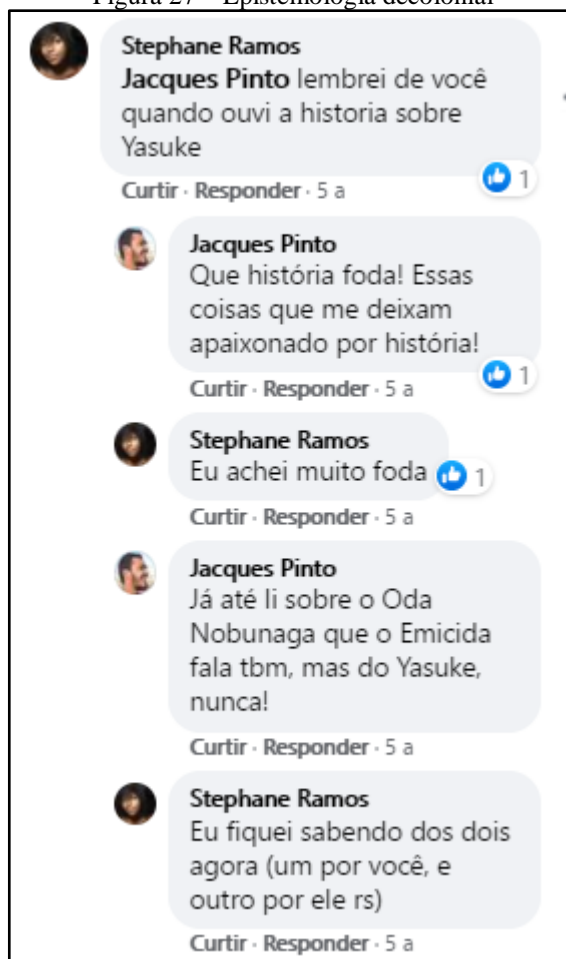 Figura 27 – Epistemologia decolonial
Stephane Ramos
Jacques Pinto lembrei de você
quando ouvi a historia sobre
Yasuke
1
Curtir · Responder · 5 a
Jacques Pinto
Que história foda! Essas
coisas que me deixam
apaixonado por história!
1
Curtir · Responder · 5 a
Stephane Ramos
Eu achei muito foda
1
Curtir · Responder · 5 a
Jacques Pinto
Já até li sobre o Oda
Nobunaga que o Emicida
fala tbm, mas do Yasuke,
nunca!
Curtir · Responder · 5 a
Stephane Ramos
Eu fiquei sabendo dos dois
agora (um por você, e
outro por ele rs)
Curtir · Responder · 5 a